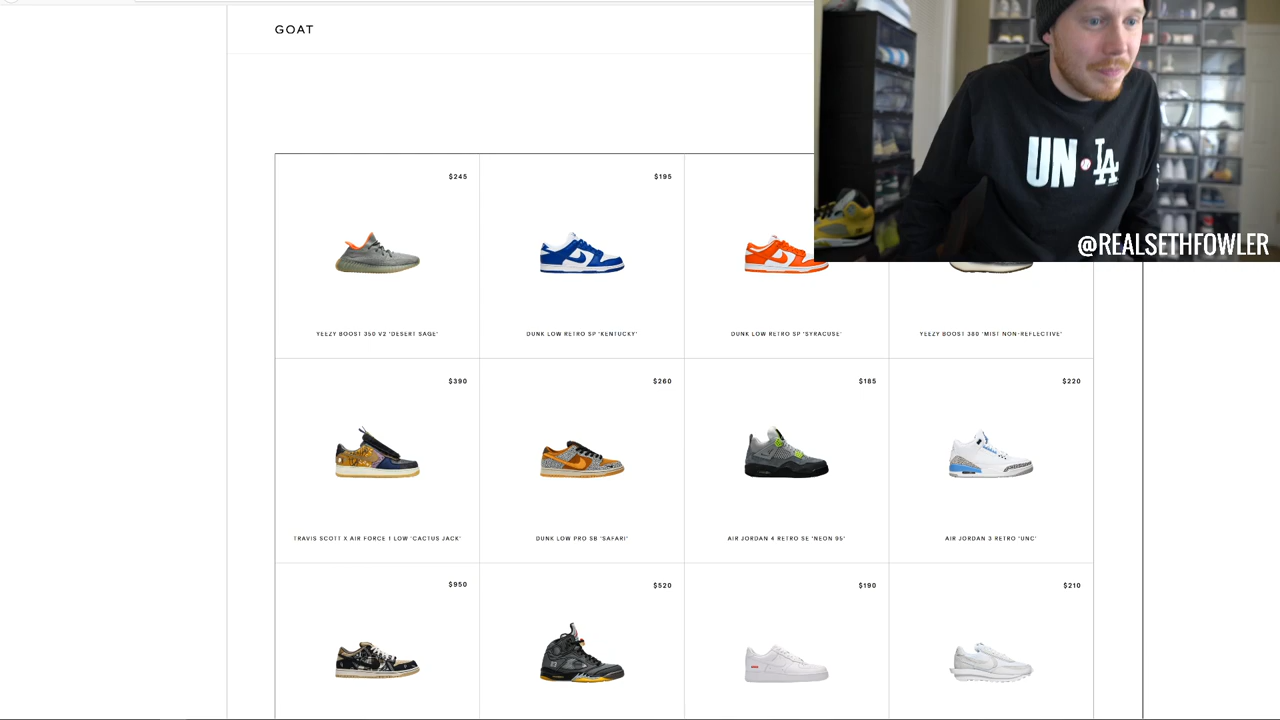 GOAT
UN LA
@REALSETHFOWLER
$245
$195
YEEZY BOOST 350 V2 'DESERT SAGE'
DUNK LOW RETRO SP 'KENTUCKY'
DUNK LOW RETRO SP 'SYRACUSE'
YEEZY BOOST 380 'MIST NON-REFLECTIVE'
$390
$260
$185
$220
TRAVIS SCOTT X AIR FORCE 1 LOW 'CACTUS JACK'
DUNK LOW PRO SB 'SAFARI'
AIR JORDAN 4 RETRO SE 'NEON 95'
AIR JORDAN 3 RETRO 'UNC'
$950
$520
$190
$210